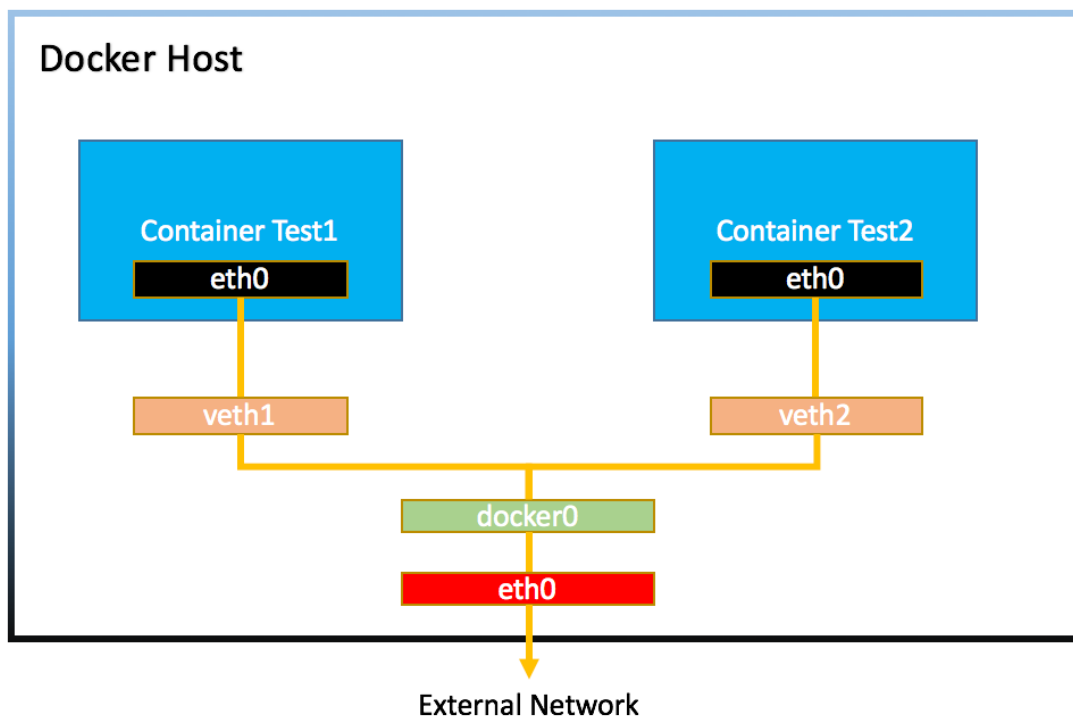 Docker Host
Container Test1
eth0
Container Test2
eth0
veth1
veth2
docker0
eth0
External Network